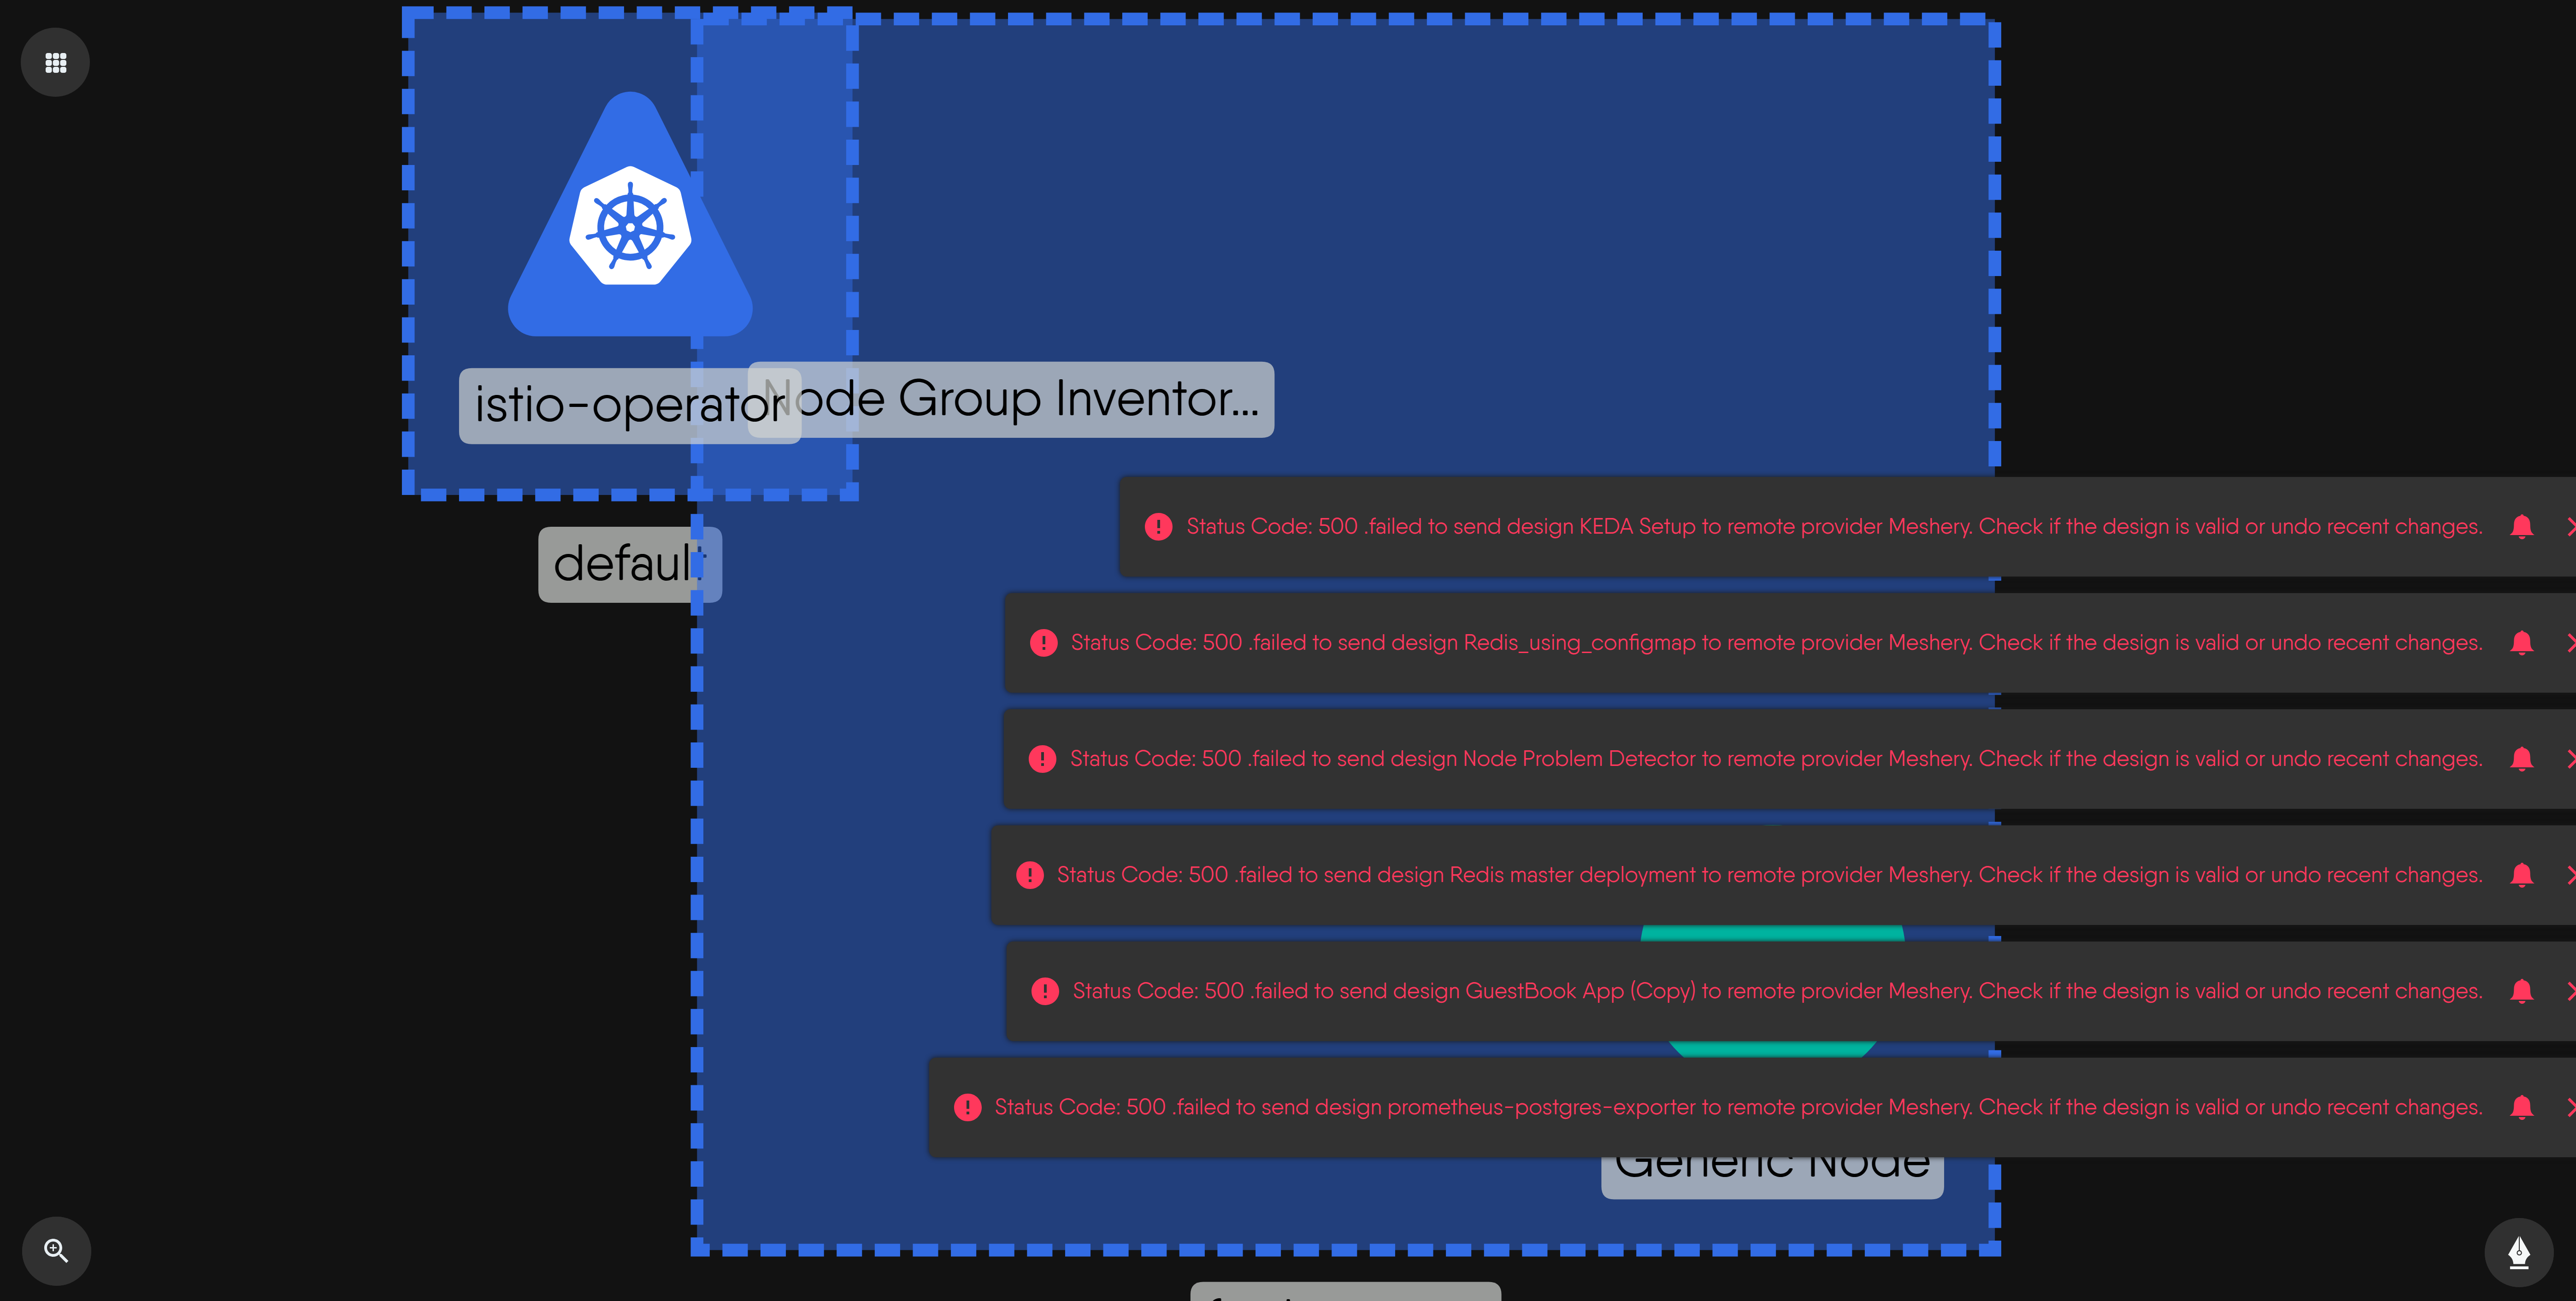 istio-operator
Node Group Inventor...
default
Status Code: 500 .failed to send design KEDA Setup to remote provider Meshery. Check if the design is valid or undo recent changes.
Status Code: 500 .failed to send design Redis_using_configmap to remote provider Meshery. Check if the design is valid or undo recent changes.
Status Code: 500 .failed to send design Node Problem Detector to remote provider Meshery. Check if the design is valid or undo recent changes.
Status Code: 500 .failed to send design Redis master deployment to remote provider Meshery. Check if the design is valid or undo recent changes.
Status Code: 500 .failed to send design GuestBook App (Copy) to remote provider Meshery. Check if the design is valid or undo recent changes.
Status Code: 500 .failed to send design prometheus-postgres-exporter to remote provider Meshery. Check if the design is valid or undo recent changes.
Generic Node